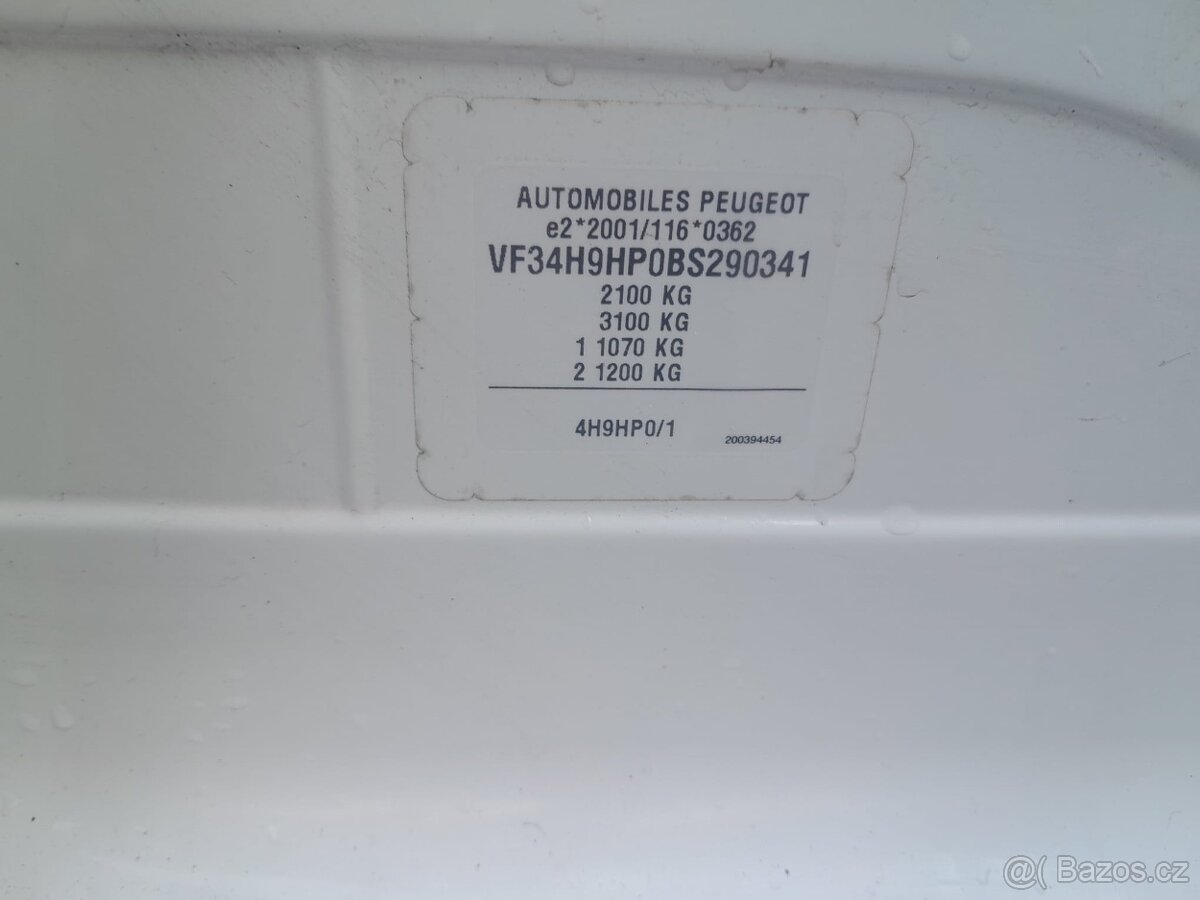 AUTOMOBILES PEUGEOT
e2*2001/116*0362
VF34H9HP0BS290341
2100 KG
3100 KG
1 1070 KG
2 1200 KG
4H9HP0/1
200394454
@( Bazos.cz